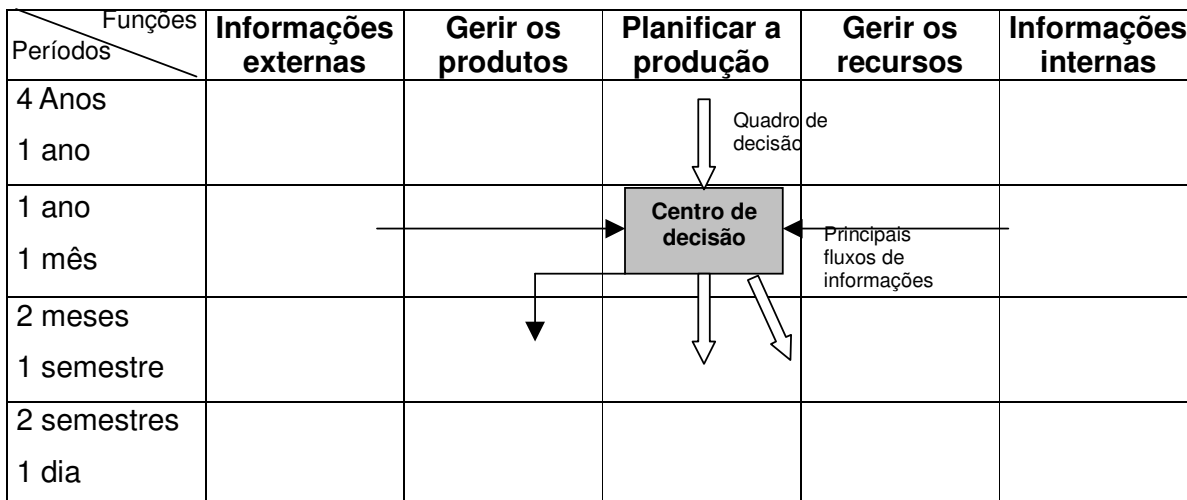 Funções
Períodos
Informações
externas
Gerir os
produtos
Planificar a
produção
Gerir os
recursos
Informações
internas
4 Anos
1 ano
Quadro de
decisão
1 ano
1 mês
Centro de
decisão
Principais
fluxos de
informações
2 meses
1 semestre
2 semestres
1 dia